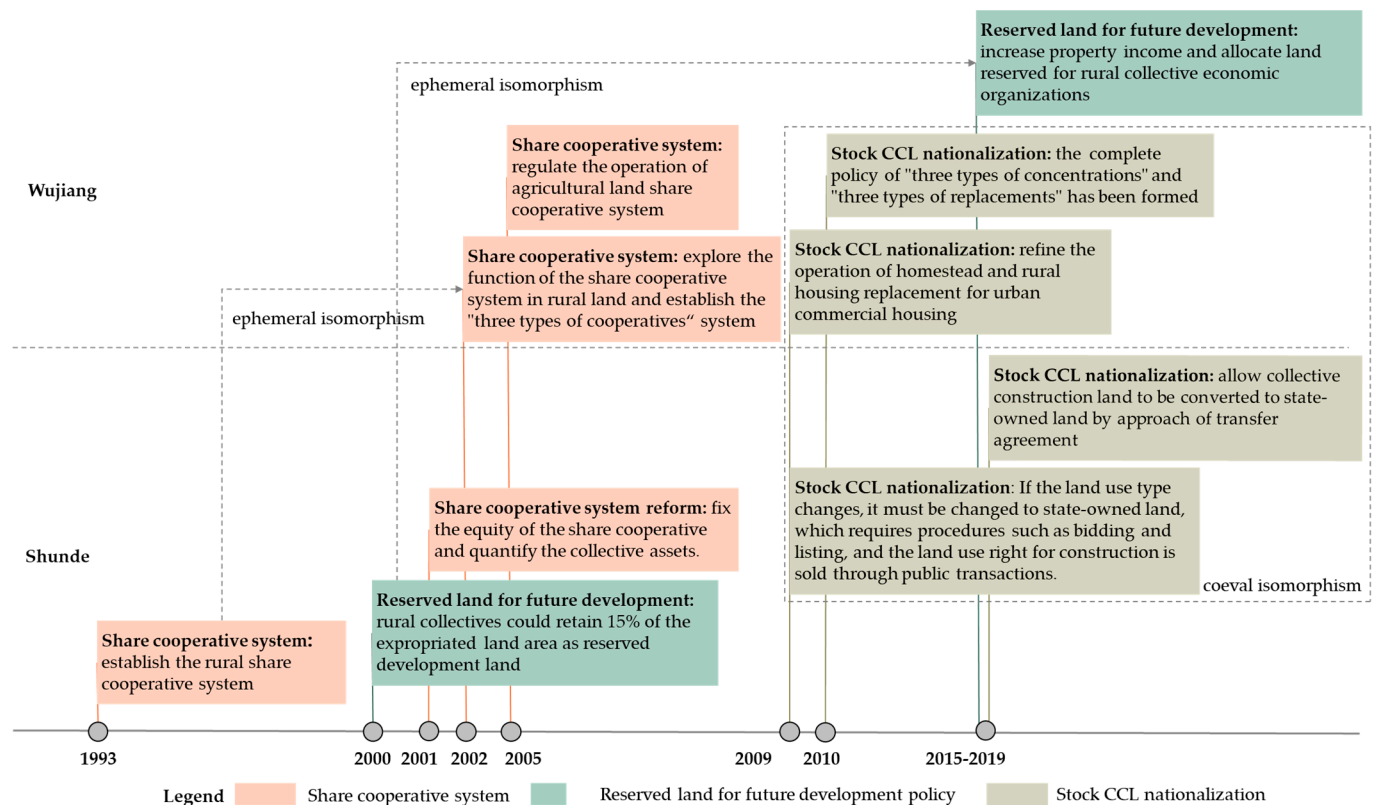 Reserved land for future development:
increase property income and allocate land
reserved for rural collective economic
organizations
ephemeral isomorphism
Share cooperative system:
regulate the operation of
agricultural land share
cooperative system
Stock CCL nationalization: the complete
policy of "three types of concentrations" and
"three types of replacements" has been formed
Wujiang
Share cooperative system: explore the
function of the share cooperative
system in rural land and establish the
"three types of cooperatives“ system
Stock CCL nationalization: refine the
operation of homestead and rural
housing replacement for urban
commercial housing
ephemeral isomorphism
Stock CCL nationalization: allow collective
construction land to be converted to state-
owned land by approach of transfer
agreement
Share cooperative system reform: fix
the equity of the share cooperative
and quantify the collective assets.
Stock CCL nationalization: If the land use type
changes, it must be changed to state-owned land,
which requires procedures such as bidding and
listing, and the land use right for construction is
sold through public transactions.
coeval isomorphism
Shunde
Reserved land for future development:
rural collectives could retain 15% of the
expropriated land area as reserved
development land
Share cooperative system:
establish the rural share
cooperative system
1993 2000 2001 2002 2005 2009 2010 2015-2019
Legend Share cooperative system Reserved land for future development policy Stock CCL nationalization